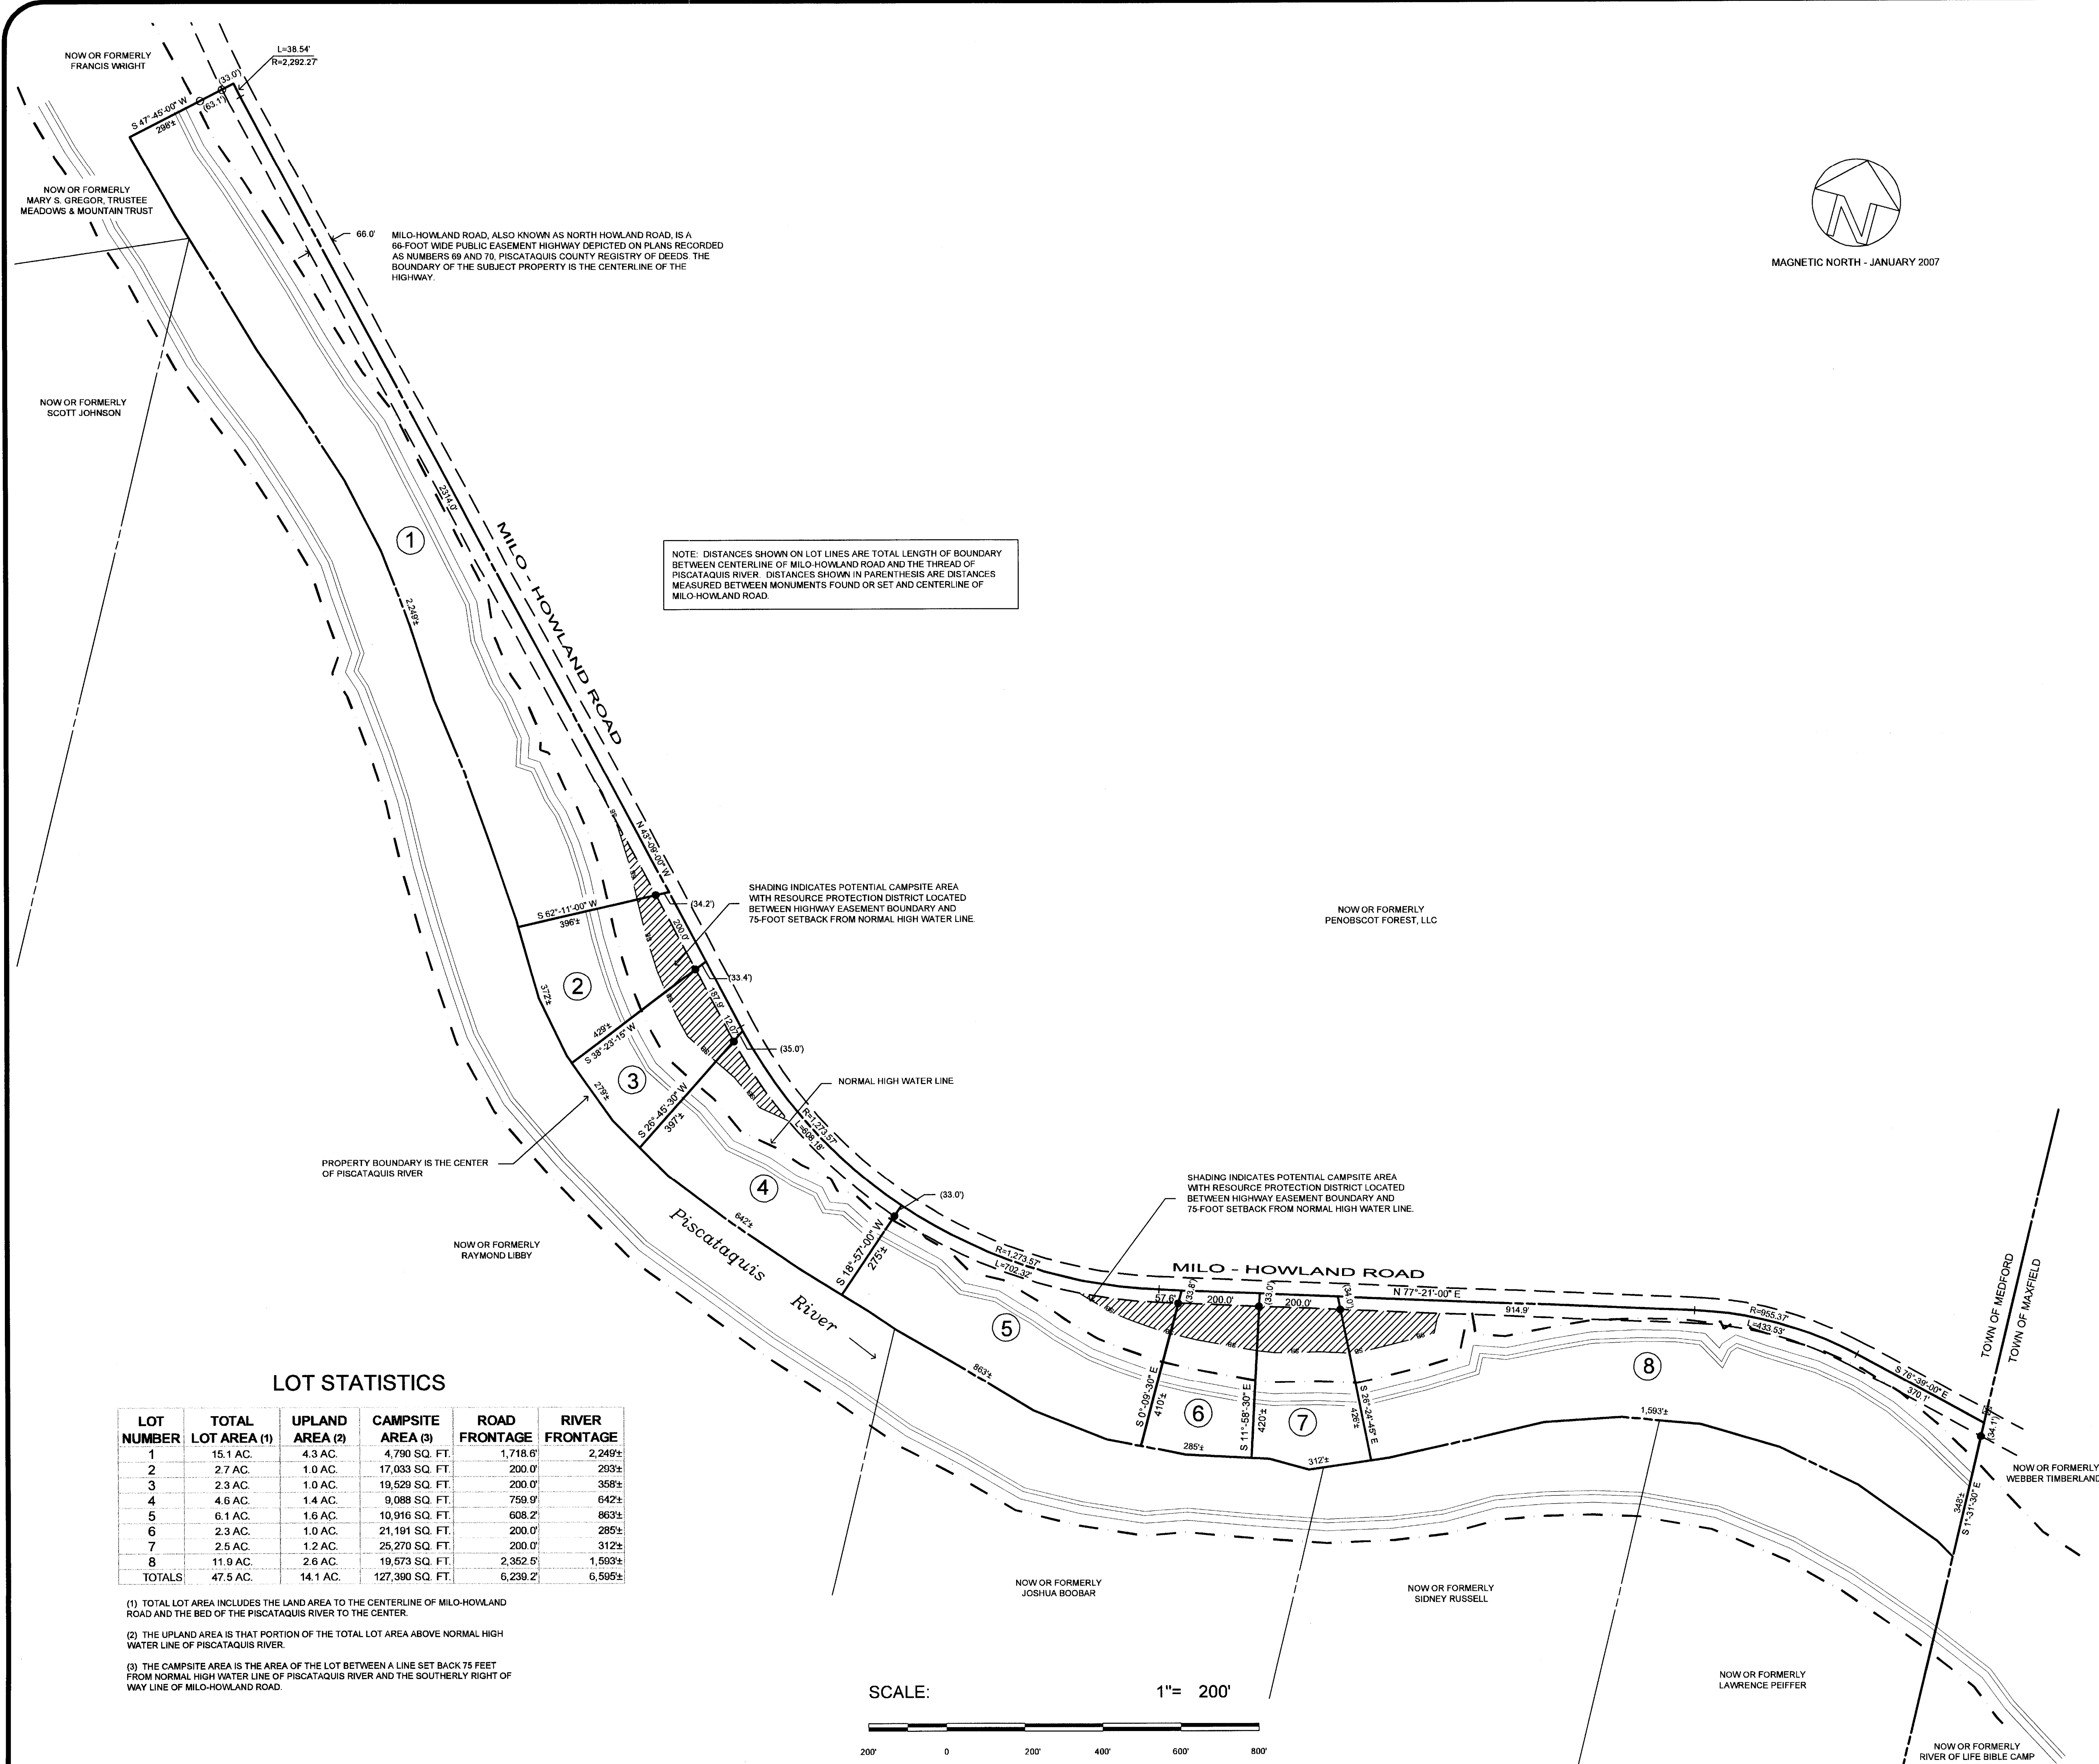 NOW OR FORMERLY
FRANCIS WRIGHT
L=38.54'
R=2,292.27'
(33.0')
(63.1')
S 47°-45'-00" W
298'±
NOW OR FORMERLY
MARY S. GREGOR, TRUSTEE
MEADOWS & MOUNTAIN TRUST
66.0'
MILO-HOWLAND ROAD, ALSO KNOWN AS NORTH HOWLAND ROAD, IS A
66-FOOT WIDE PUBLIC EASEMENT HIGHWAY DEPICTED ON PLANS RECORDED
AS NUMBERS 69 AND 70, PISCATAQUIS COUNTY REGISTRY OF DEEDS. THE
BOUNDARY OF THE SUBJECT PROPERTY IS THE CENTERLINE OF THE
HIGHWAY.
N
MAGNETIC NORTH - JANUARY 2007
NOW OR FORMERLY
SCOTT JOHNSON
2314.0'
1
2,249'±
MILO - HOWLAND ROAD
NOTE: DISTANCES SHOWN ON LOT LINES ARE TOTAL LENGTH OF BOUNDARY
BETWEEN CENTERLINE OF MILO-HOWLAND ROAD AND THE THREAD OF
PISCATAQUIS RIVER. DISTANCES SHOWN IN PARENTHESIS ARE DISTANCES
MEASURED BETWEEN MONUMENTS FOUND OR SET AND CENTERLINE OF
MILO-HOWLAND ROAD.
N 43°-09'-00" W
SHADING INDICATES POTENTIAL CAMPSITE AREA
WITH RESOURCE PROTECTION DISTRICT LOCATED
BETWEEN HIGHWAY EASEMENT BOUNDARY AND
75-FOOT SETBACK FROM NORMAL HIGH WATER LINE.
NOW OR FORMERLY
PENOBSCOT FOREST, LLC
S 62°-11'-00" W
396'±
(34.2')
200.0'
2
372'±
(33.4')
187.9'
12.07'
429'±
S 38°-23'-15" W
(35.0')
3
279'±
NORMAL HIGH WATER LINE
S 26°-45'-30" W
397'±
R=1,273.57'
L=608.18'
PROPERTY BOUNDARY IS THE CENTER
OF PISCATAQUIS RIVER
4
642'±
(33.0')
S 18°-57'-00" W
275'±
NOW OR FORMERLY
RAYMOND LIBBY
Piscataquis
River
SHADING INDICATES POTENTIAL CAMPSITE AREA
WITH RESOURCE PROTECTION DISTRICT LOCATED
BETWEEN HIGHWAY EASEMENT BOUNDARY AND
75-FOOT SETBACK FROM NORMAL HIGH WATER LINE.
R=1,273.57'
L=702.32'
MILO - HOWLAND ROAD
57.6'
(33.8')
200.0'
(33.0')
200.0'
(34.0')
N 77°-21'-00" E
914.9'
R=955.37'
L=433.53'
TOWN OF MEDFORD
TOWN OF MAXFIELD
5
863'±
S 0°-09'-30" E
410'±
6
285'±
S 11°-58'-30" E
420'±
7
312'±
S 26°-24'-45" E
426'±
8
1,593'±
S 76°-39'-00" E
370.1'
(34.1')
348'±
S 1°-31'-30" E
NOW OR FORMERLY
WEBBER TIMBERLAND
LOT STATISTICS
LOT NUMBER TOTAL LOT AREA (1) UPLAND AREA (2) CAMPSITE AREA (3) ROAD FRONTAGE RIVER FRONTAGE
1 15.1 AC. 4.3 AC. 4,790 SQ. FT. 1,718.6' 2,249'±
2 2.7 AC. 1.0 AC. 17,033 SQ. FT. 200.0' 293'±
3 2.3 AC. 1.0 AC. 19,529 SQ. FT. 200.0' 358'±
4 4.6 AC. 1.4 AC. 9,088 SQ. FT. 759.9' 642'±
5 6.1 AC. 1.6 AC. 10,916 SQ. FT. 608.2' 863'±
6 2.3 AC. 1.0 AC. 21,191 SQ. FT. 200.0' 285'±
7 2.5 AC. 1.2 AC. 25,270 SQ. FT. 200.0' 312'±
8 11.9 AC. 2.6 AC. 19,573 SQ. FT. 2,352.5' 1,593'±
TOTALS 47.5 AC. 14.1 AC. 127,390 SQ. FT. 6,239.2' 6,595'±
(1) TOTAL LOT AREA INCLUDES THE LAND AREA TO THE CENTERLINE OF MILO-HOWLAND
ROAD AND THE BED OF THE PISCATAQUIS RIVER TO THE CENTER.
(2) THE UPLAND AREA IS THAT PORTION OF THE TOTAL LOT AREA ABOVE NORMAL HIGH
WATER LINE OF PISCATAQUIS RIVER.
(3) THE CAMPSITE AREA IS THE AREA OF THE LOT BETWEEN A LINE SET BACK 75 FEET
FROM NORMAL HIGH WATER LINE OF PISCATAQUIS RIVER AND THE SOUTHERLY RIGHT OF
WAY LINE OF MILO-HOWLAND ROAD.
NOW OR FORMERLY
JOSHUA BOOBAR
NOW OR FORMERLY
SIDNEY RUSSELL
NOW OR FORMERLY
LAWRENCE PEIFFER
NOW OR FORMERLY
RIVER OF LIFE BIBLE CAMP
SCALE: 1"= 200'
200' 0 200' 400' 600' 800'